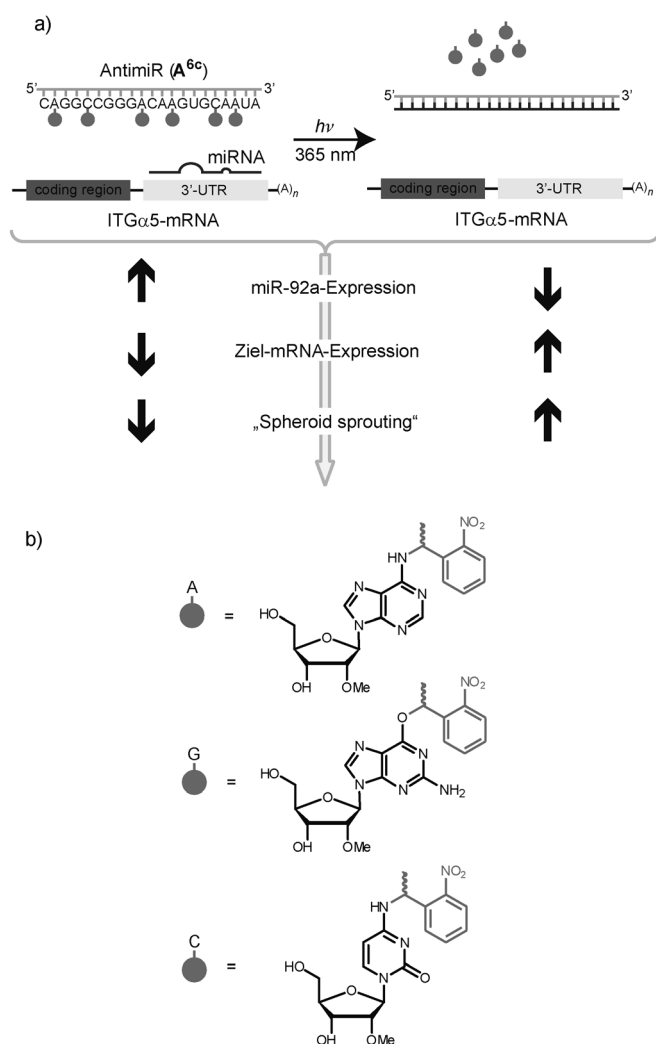 a)
AntimiR (A6c)
5' 3'
CAGGCCGGGACAAGUGCAAUA
hν
365 nm
5' 3'
miRNA
coding region 3'-UTR (A)n
ITGα5-mRNA
coding region 3'-UTR (A)n
ITGα5-mRNA
miR-92a-Expression
Ziel-mRNA-Expression
„Spheroid sprouting“
b)
A
=
NO2
HN
N
N
N
N
HO
O
OH
OMe
G
=
NO2
O
N
N
N
N
NH2
HO
O
OH
OMe
C
=
NO2
HN
N
N
O
HO
O
OH
OMe